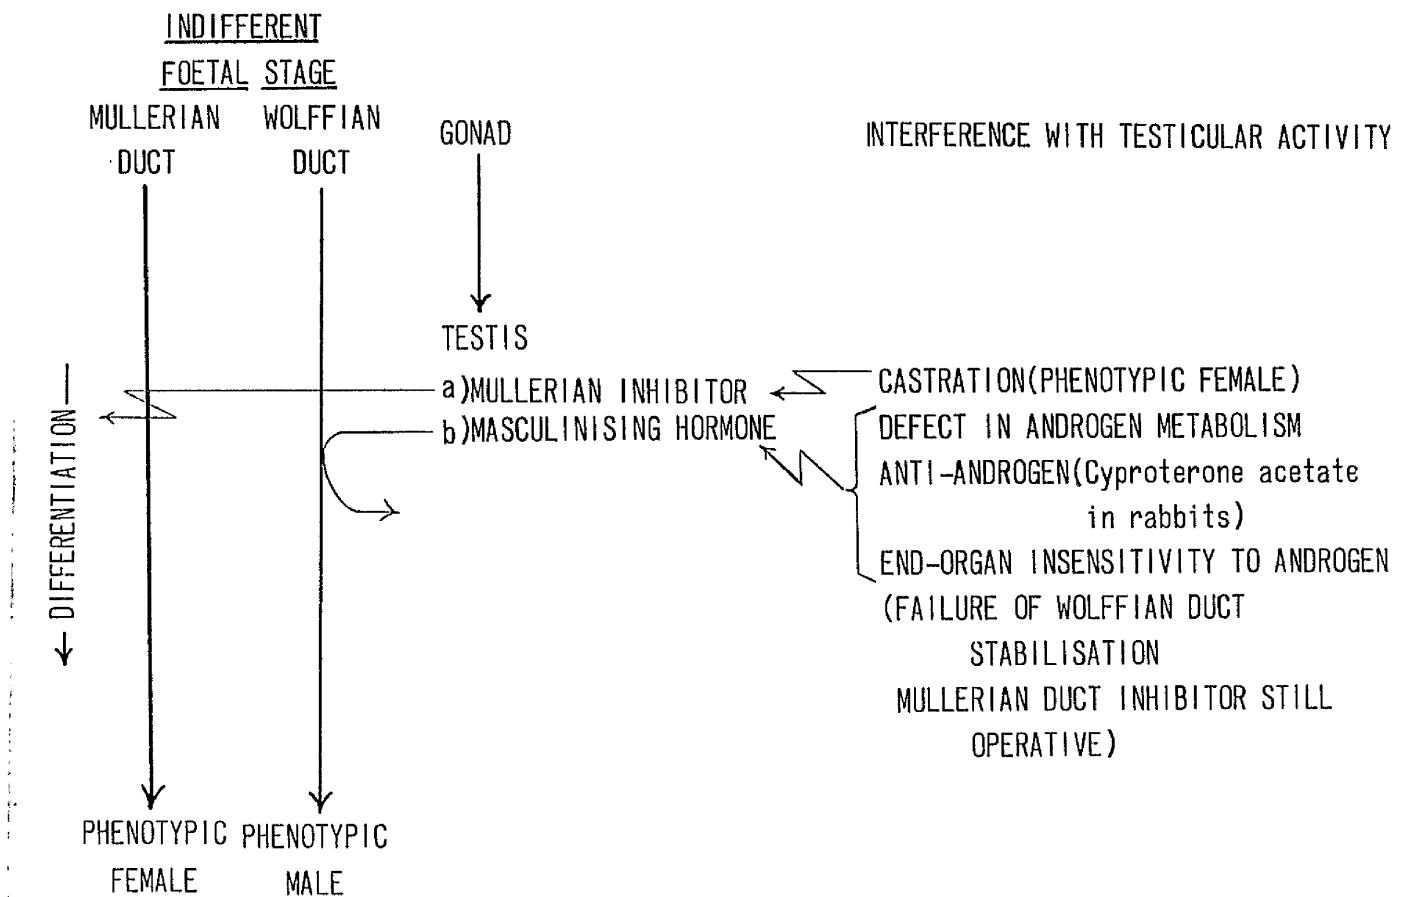 INDIFFERENT
FOETAL STAGE
MULLERIAN
DUCT
WOLFFIAN
DUCT
GONAD
INTERFERENCE WITH TESTICULAR ACTIVITY
TESTIS
a)MULLERIAN INHIBITOR
b)MASCULINISING HORMONE
CASTRATION(PHENOTYPIC FEMALE)
DEFECT IN ANDROGEN METABOLISM
ANTI-ANDROGEN(Cyproterone acetate
in rabbits)
END-ORGAN INSENSITIVITY TO ANDROGEN
(FAILURE OF WOLFFIAN DUCT
STABILISATION
MULLERIAN DUCT INHIBITOR STILL
OPERATIVE)
DIFFERENTIATION
PHENOTYPIC
FEMALE
PHENOTYPIC
MALE